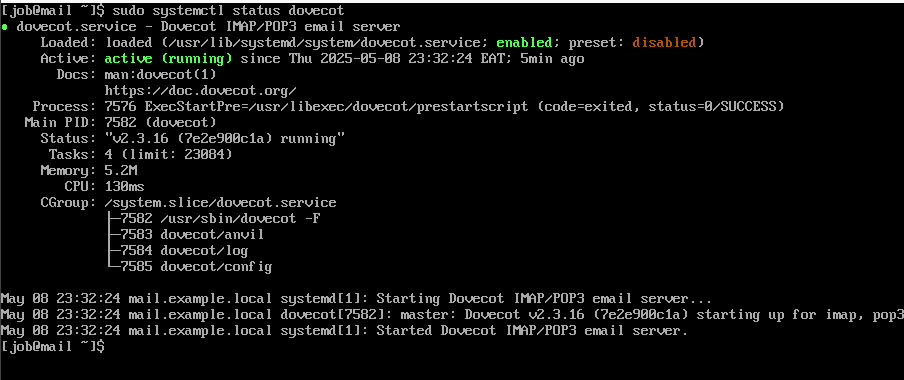 [job@mail ~]$ sudo systemctl status dovecot
● dovecot.service - Dovecot IMAP/POP3 email server
     Loaded: loaded (/usr/lib/systemd/system/dovecot.service; enabled; preset: disabled)
     Active: active (running) since Thu 2025-05-08 23:32:24 EAT; 5min ago
       Docs: man:dovecot(1)
             https://doc.dovecot.org/
    Process: 7576 ExecStartPre=/usr/libexec/dovecot/prestartscript (code=exited, status=0/SUCCESS)
   Main PID: 7582 (dovecot)
     Status: "v2.3.16 (7e2e900c1a) running"
      Tasks: 4 (limit: 23084)
     Memory: 5.2M
        CPU: 130ms
     CGroup: /system.slice/dovecot.service
             ├─7582 /usr/sbin/dovecot -F
             ├─7583 dovecot/anvil
             ├─7584 dovecot/log
             └─7585 dovecot/config
May 08 23:32:24 mail.example.local systemd[1]: Starting Dovecot IMAP/POP3 email server...
May 08 23:32:24 mail.example.local dovecot[7582]: master: Dovecot v2.3.16 (7e2e900c1a) starting up for imap, pop3
May 08 23:32:24 mail.example.local systemd[1]: Started Dovecot IMAP/POP3 email server.
[job@mail ~]$